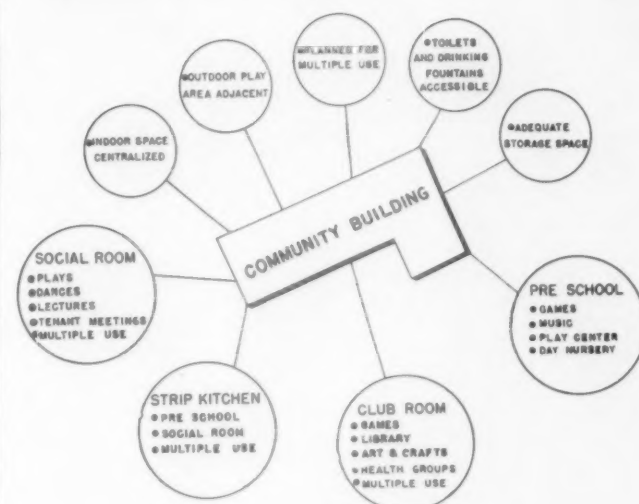 ● PLANNED FOR
MULTIPLE USE
● TOILETS
AND DRINKING
FOUNTAINS
ACCESSIBLE
● OUTDOOR PLAY
AREA ADJACENT
● INDOOR SPACE
CENTRALIZED
● ADEQUATE
STORAGE SPACE
COMMUNITY BUILDING
SOCIAL ROOM
● PLAYS
● DANCES
● LECTURES
● TENANT MEETINGS
● MULTIPLE USE
PRE SCHOOL
● GAMES
● MUSIC
● PLAY CENTER
● DAY NURSERY
STRIP KITCHEN
● PRE SCHOOL
● SOCIAL ROOM
● MULTIPLE USE
CLUB ROOM
● GAMES
● LIBRARY
● ART & CRAFTS
● HEALTH GROUPS
● MULTIPLE USE